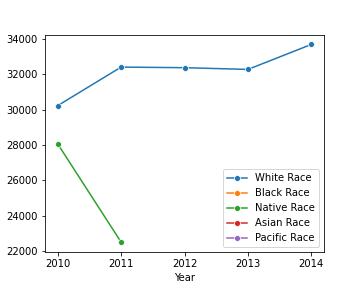 34000
32000
30000
28000
26000
24000
22000
White Race
Black Race
Native Race
Asian Race
Pacific Race
2010 2011 2012 2013 2014
Year